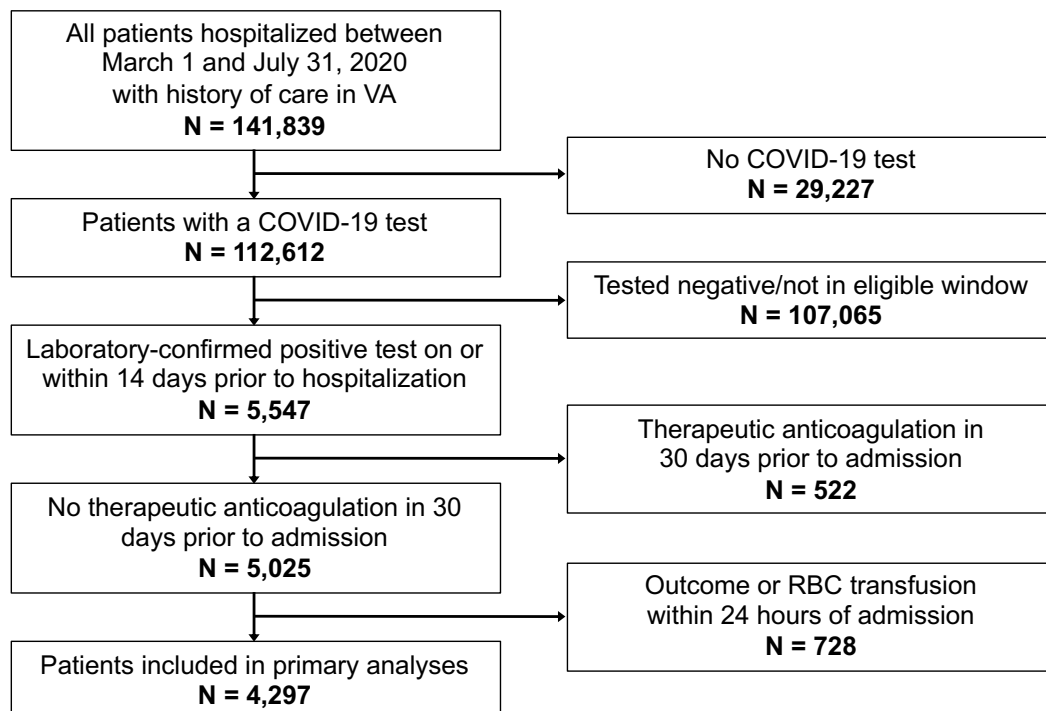 All patients hospitalized between
March 1 and July 31, 2020
with history of care in VA
N = 141,839
No COVID-19 test
N = 29,227
Patients with a COVID-19 test
N = 112,612
Tested negative/not in eligible window
N = 107,065
Laboratory-confirmed positive test on or
within 14 days prior to hospitalization
N = 5,547
Therapeutic anticoagulation in
30 days prior to admission
N = 522
No therapeutic anticoagulation in 30
days prior to admission
N = 5,025
Outcome or RBC transfusion
within 24 hours of admission
N = 728
Patients included in primary analyses
N = 4,297